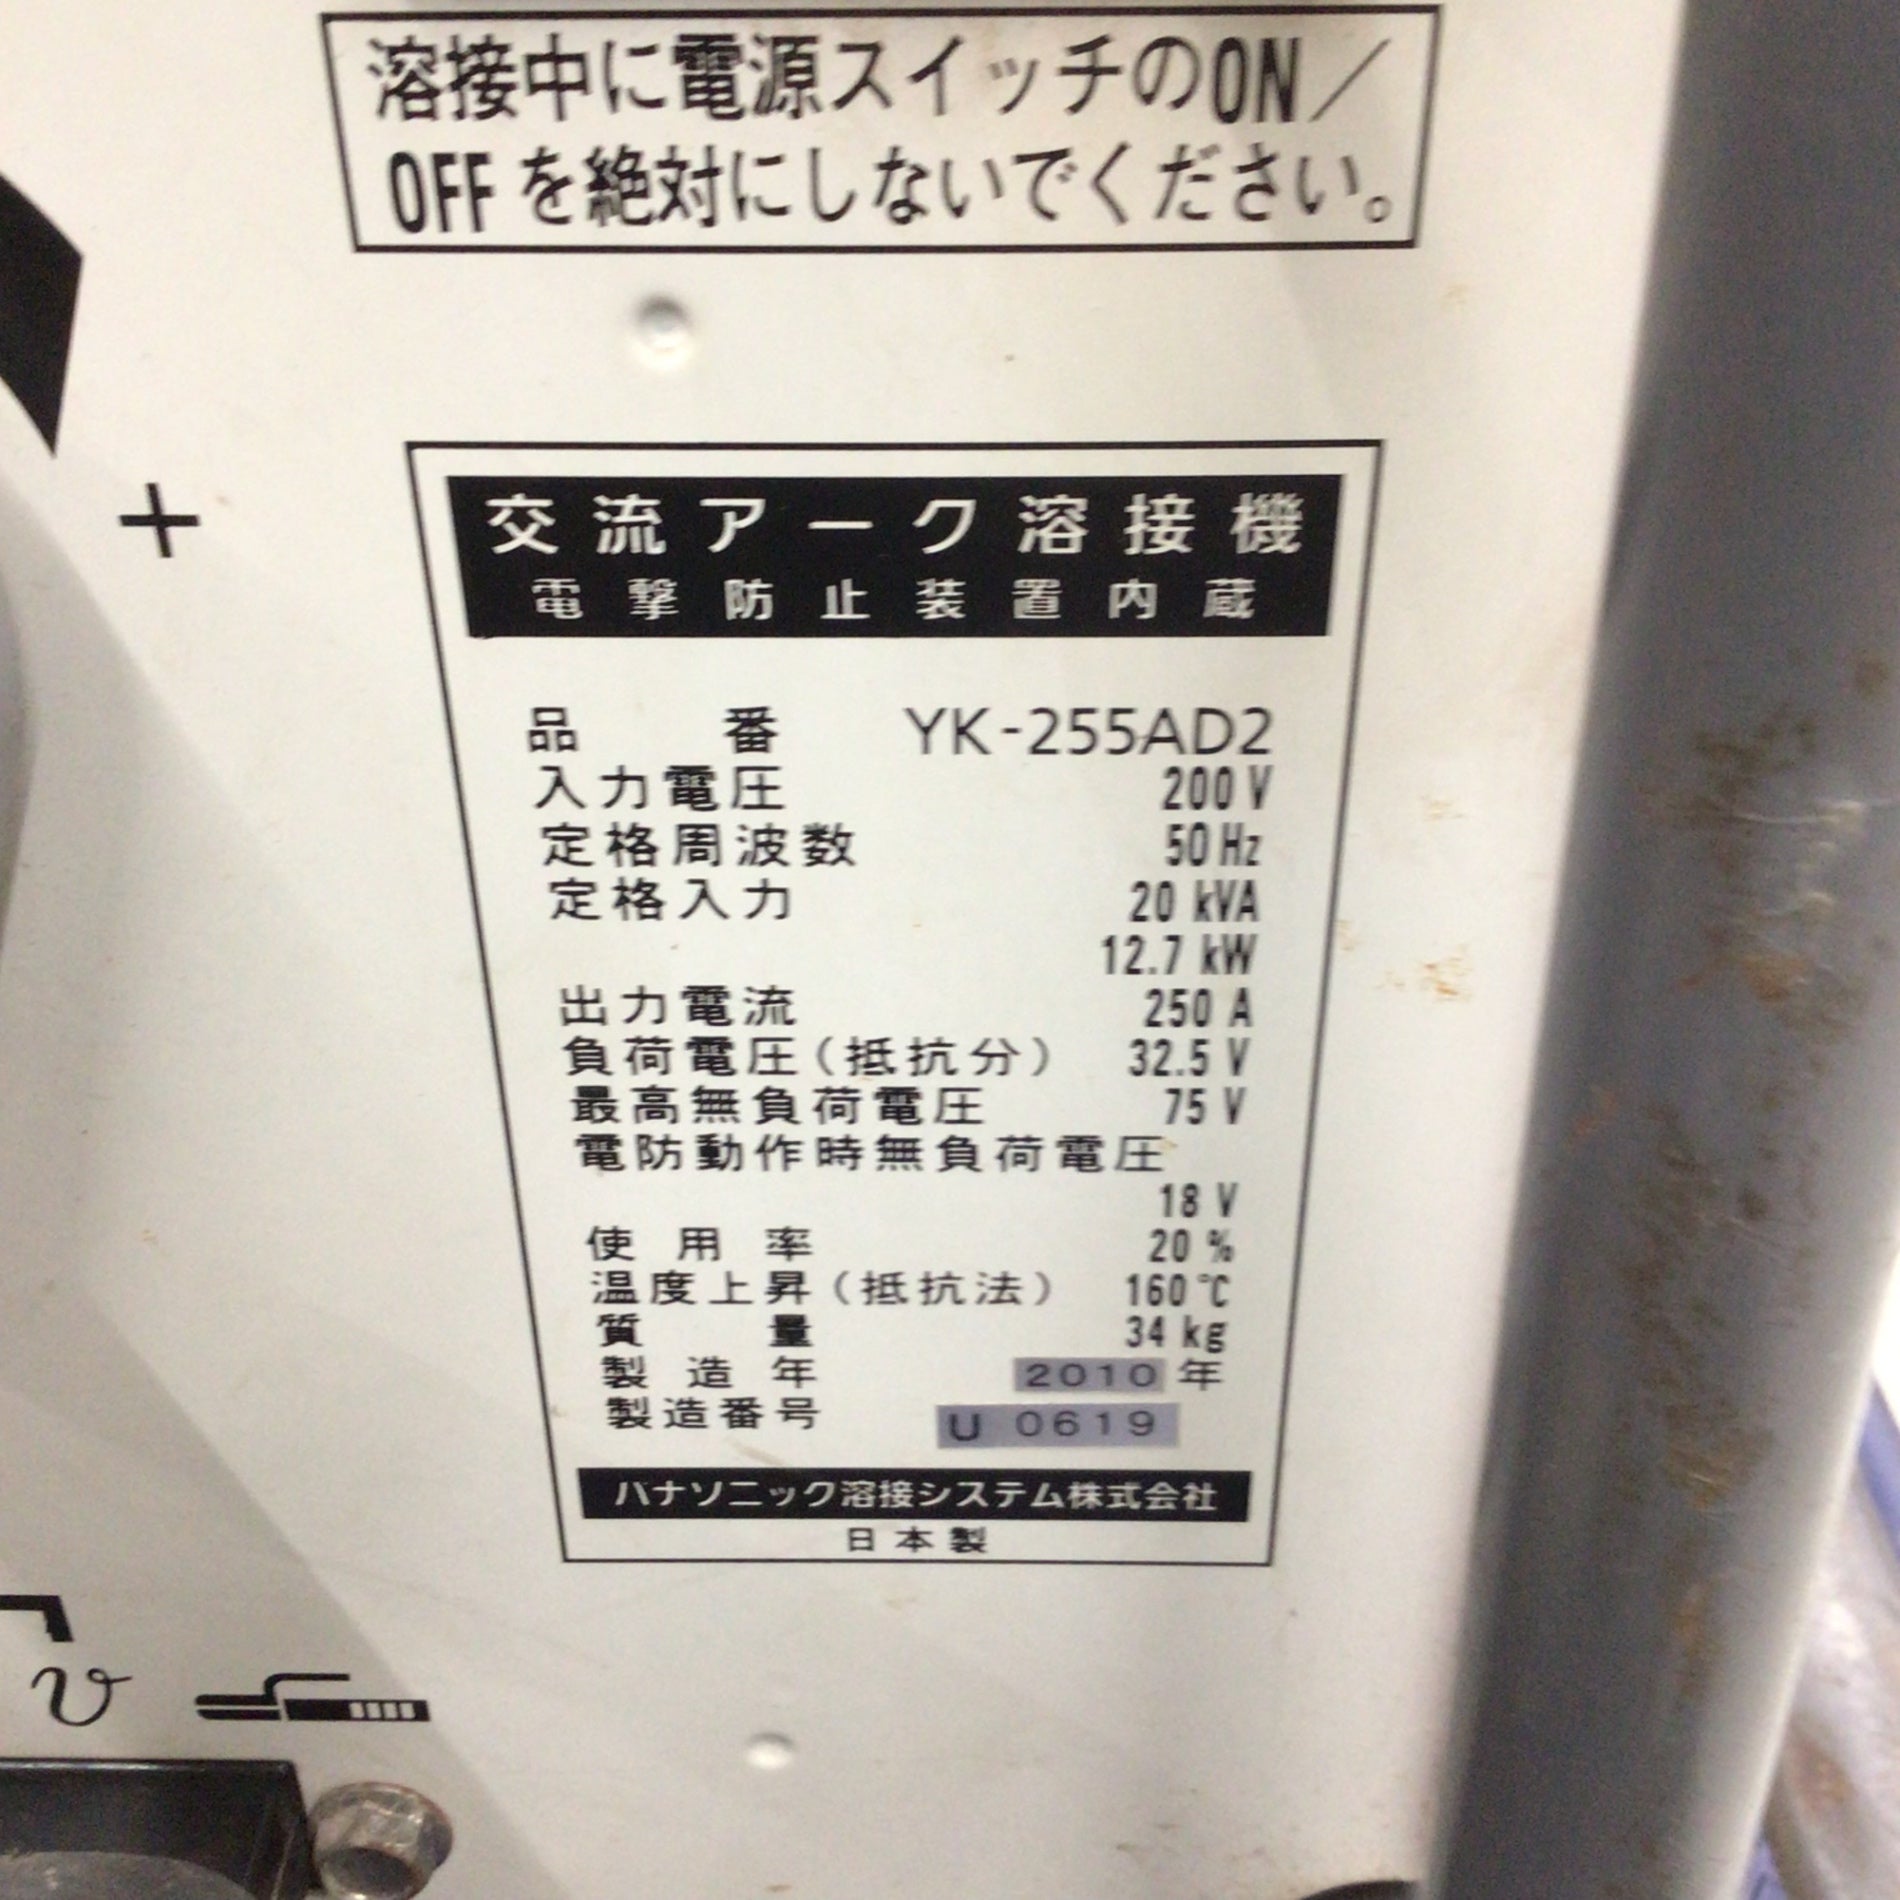 溶接中に電源スイッチのON／
OFFを絶対にしないでください。
+
交流アーク溶接機
電撃防止装置内蔵
品番 YK-255AD2
入力電圧 200 V
定格周波数 50 Hz
定格入力 20 kVA
12.7 kW
出力電流 250 A
負荷電圧(抵抗分) 32.5 V
最高無負荷電圧 75 V
電防動作時無負荷電圧
18 V
使用率 20 %
温度上昇(抵抗法) 160 ℃
質量 34 kg
製造年 2010 年
製造番号 U 0619
パナソニック溶接システム株式会社
日本製
v